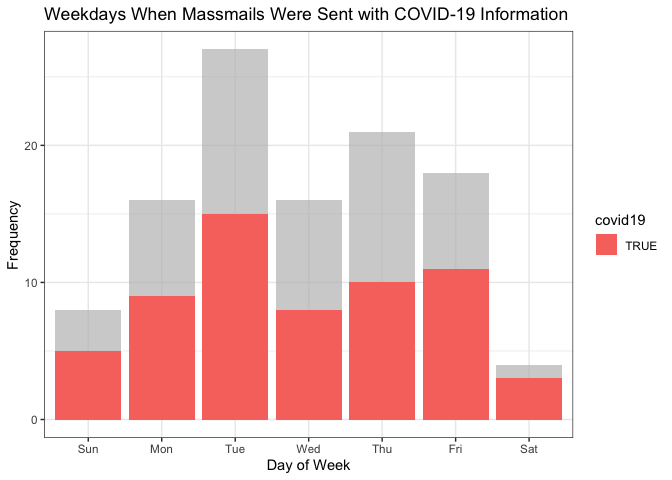 Weekdays When Massmails Were Sent with COVID-19 Information
Frequency
20
10
0
Sun Mon Tue Wed Thu Fri Sat
Day of Week
covid19
TRUE